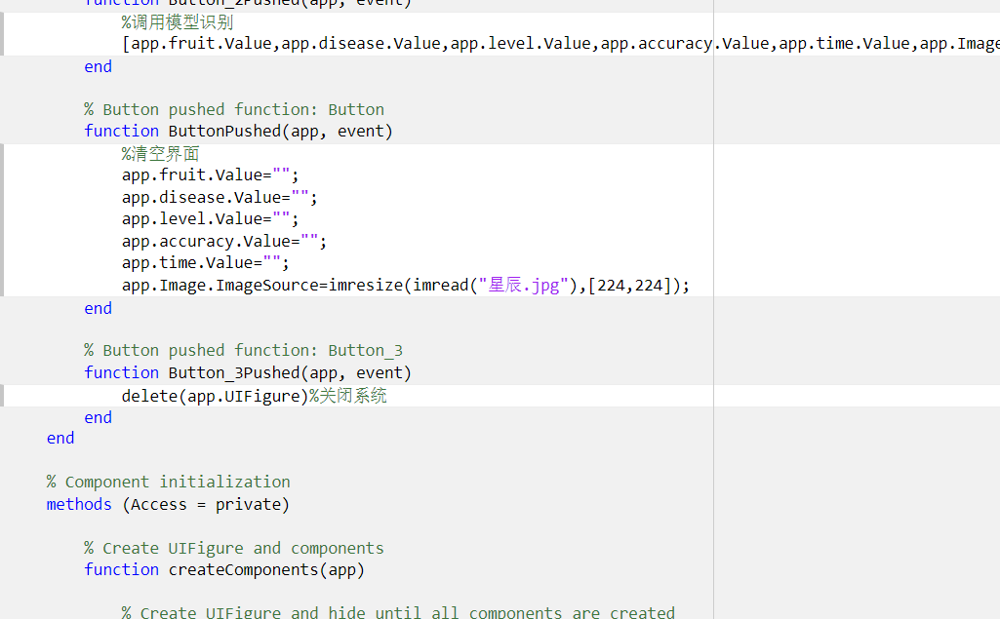 function Button_2Pushed(app, event)
%调用模型识别
[app.fruit.Value,app.disease.Value,app.level.Value,app.accuracy.Value,app.time.Value,app.Image
end
% Button pushed function: Button
function ButtonPushed(app, event)
%清空界面
app.fruit.Value="";
app.disease.Value="";
app.level.Value="";
app.accuracy.Value="";
app.time.Value="";
app.Image.ImageSource=imresize(imread("星辰.jpg"),[224,224]);
end
% Button pushed function: Button_3
function Button_3Pushed(app, event)
delete(app.UIFigure)%关闭系统
end
end
% Component initialization
methods (Access = private)
% Create UIFigure and components
function createComponents(app)
% Create UIFigure and hide until all components are created